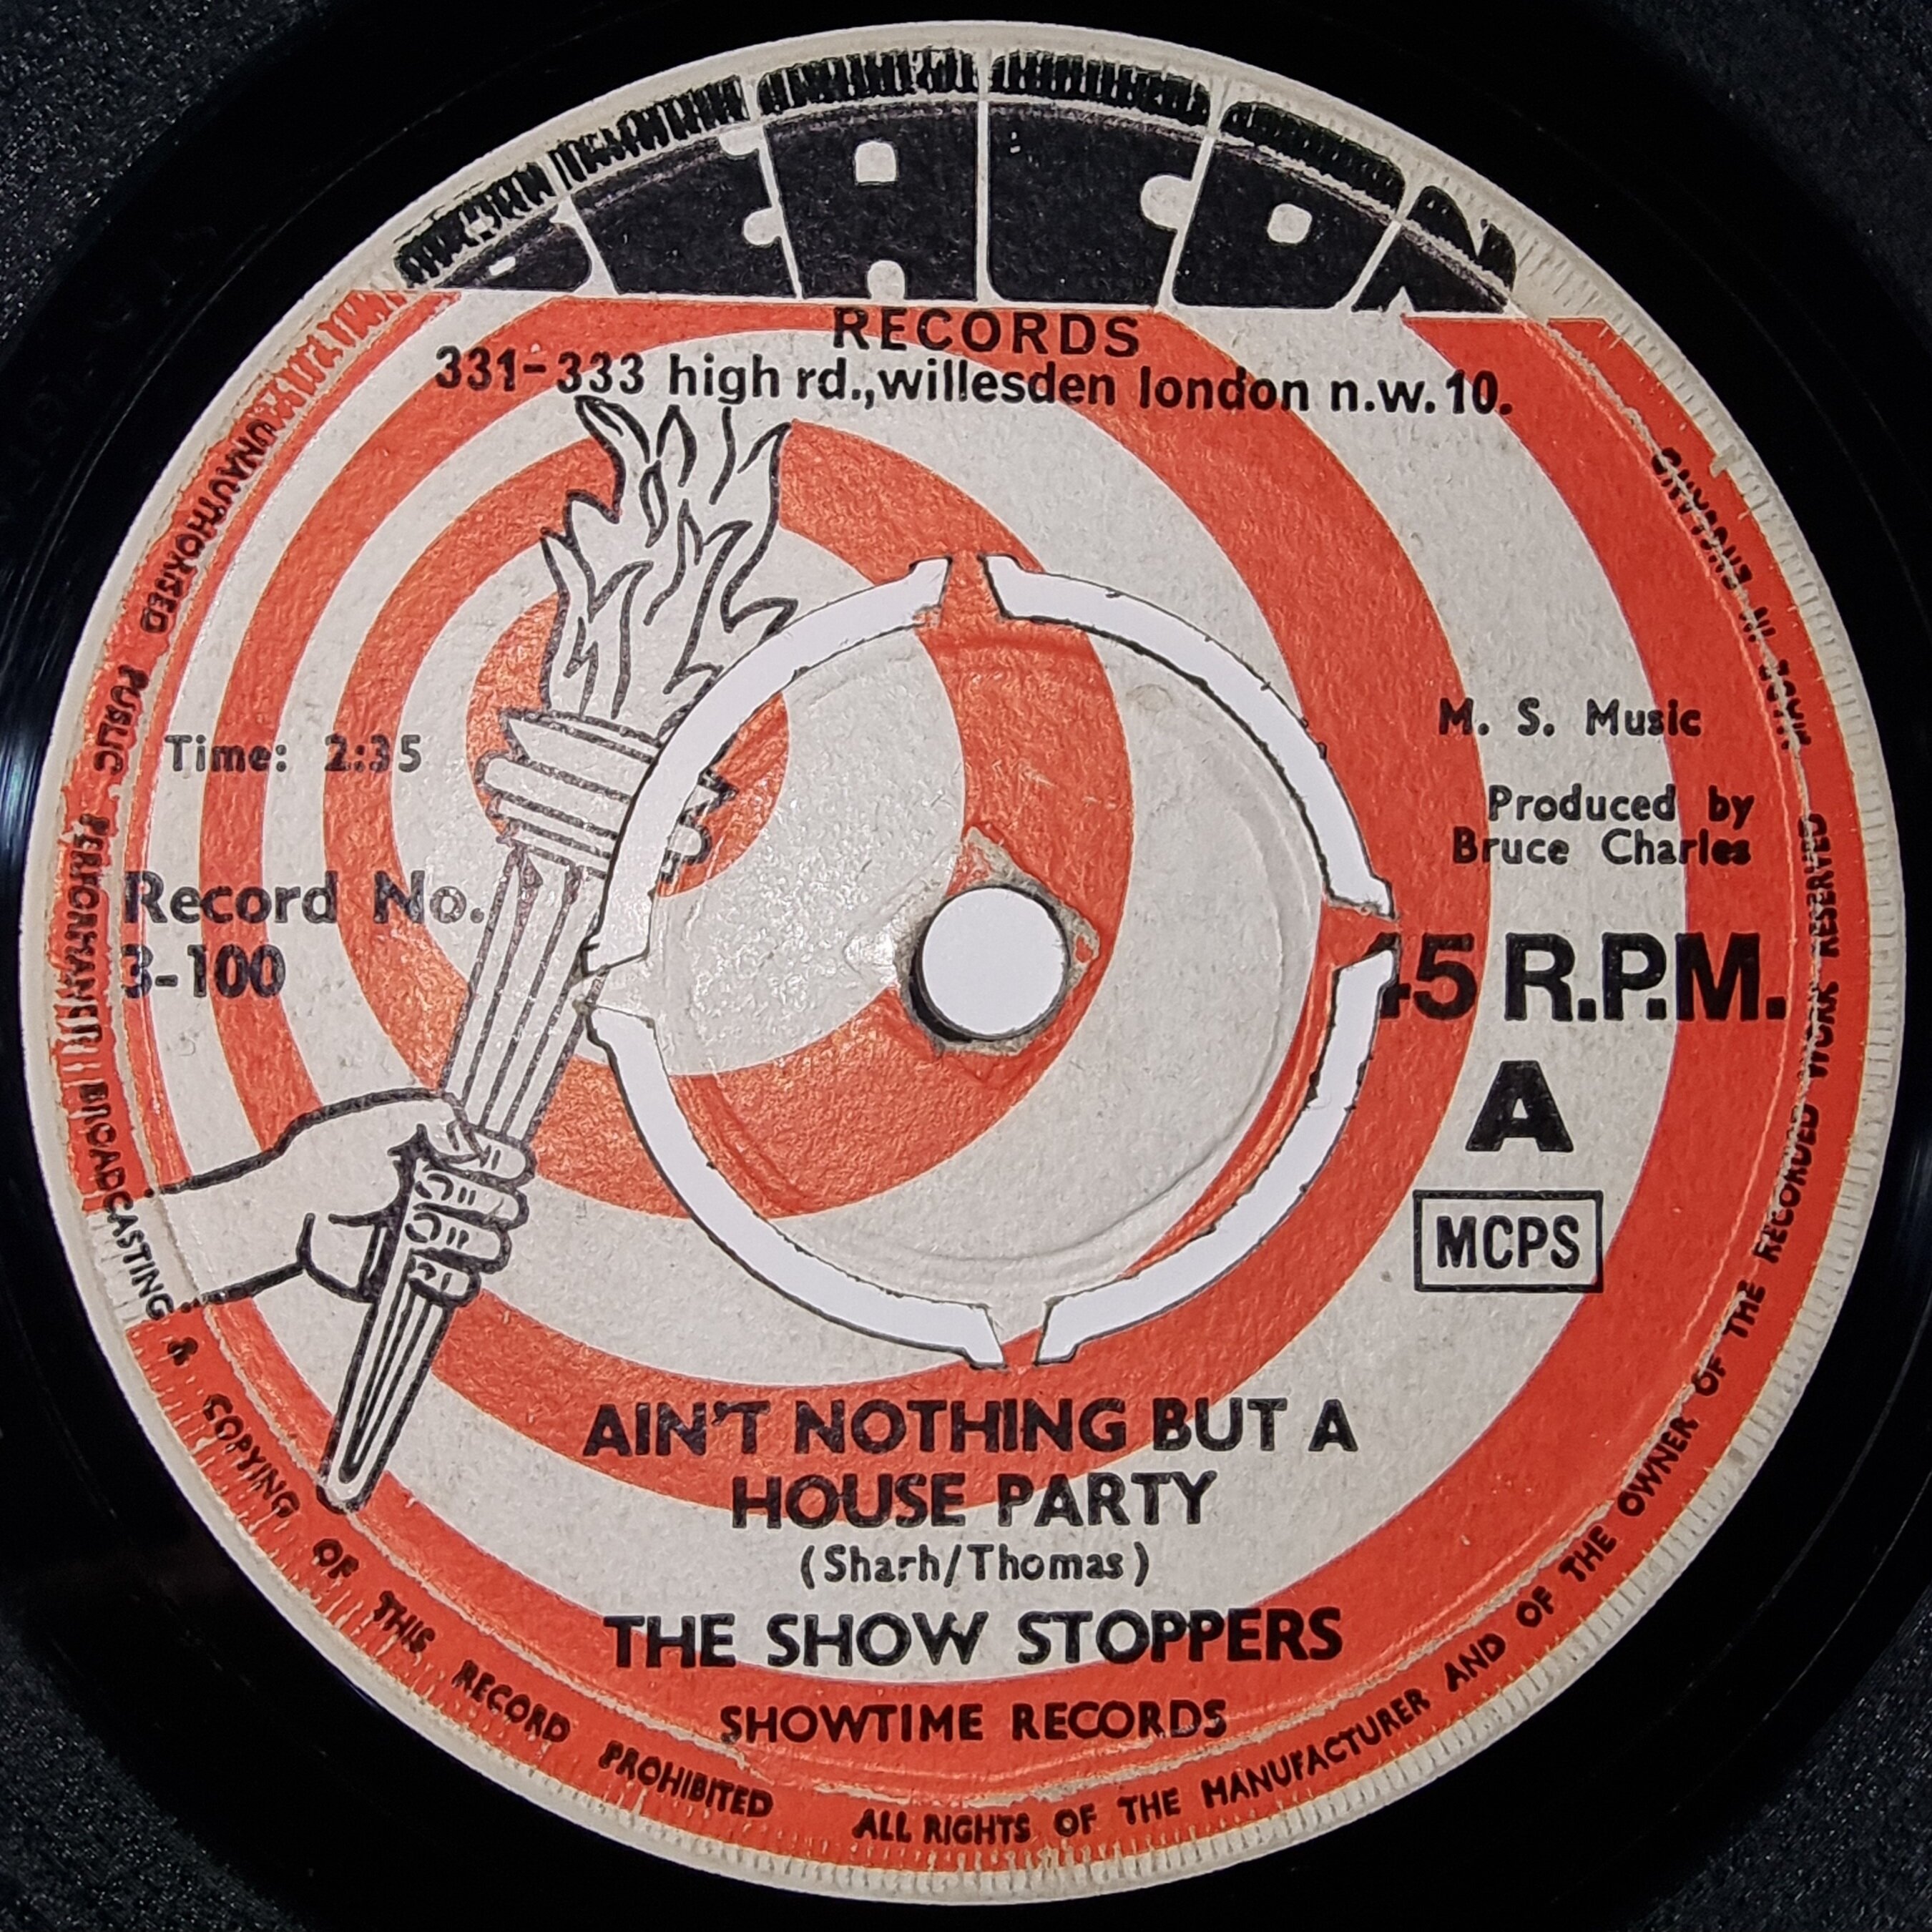 BEACON
RECORDS
331-333 high rd.,willesden london n.w.10.
Time: 2:35
Record No.
3-100
M. S. Music
Produced by
Bruce Charles
45 R.P.M.
A
MCPS
AIN'T NOTHING BUT A
HOUSE PARTY
(Sharh/Thomas)
THE SHOW STOPPERS
SHOWTIME RECORDS
UNAUTHORISED PUBLIC PERFORMANCE BROADCASTING & COPYING OF THIS RECORD PROHIBITED ALL RIGHTS OF THE MANUFACTURER AND OF THE OWNER OF THE RECORDED WORK RESERVED